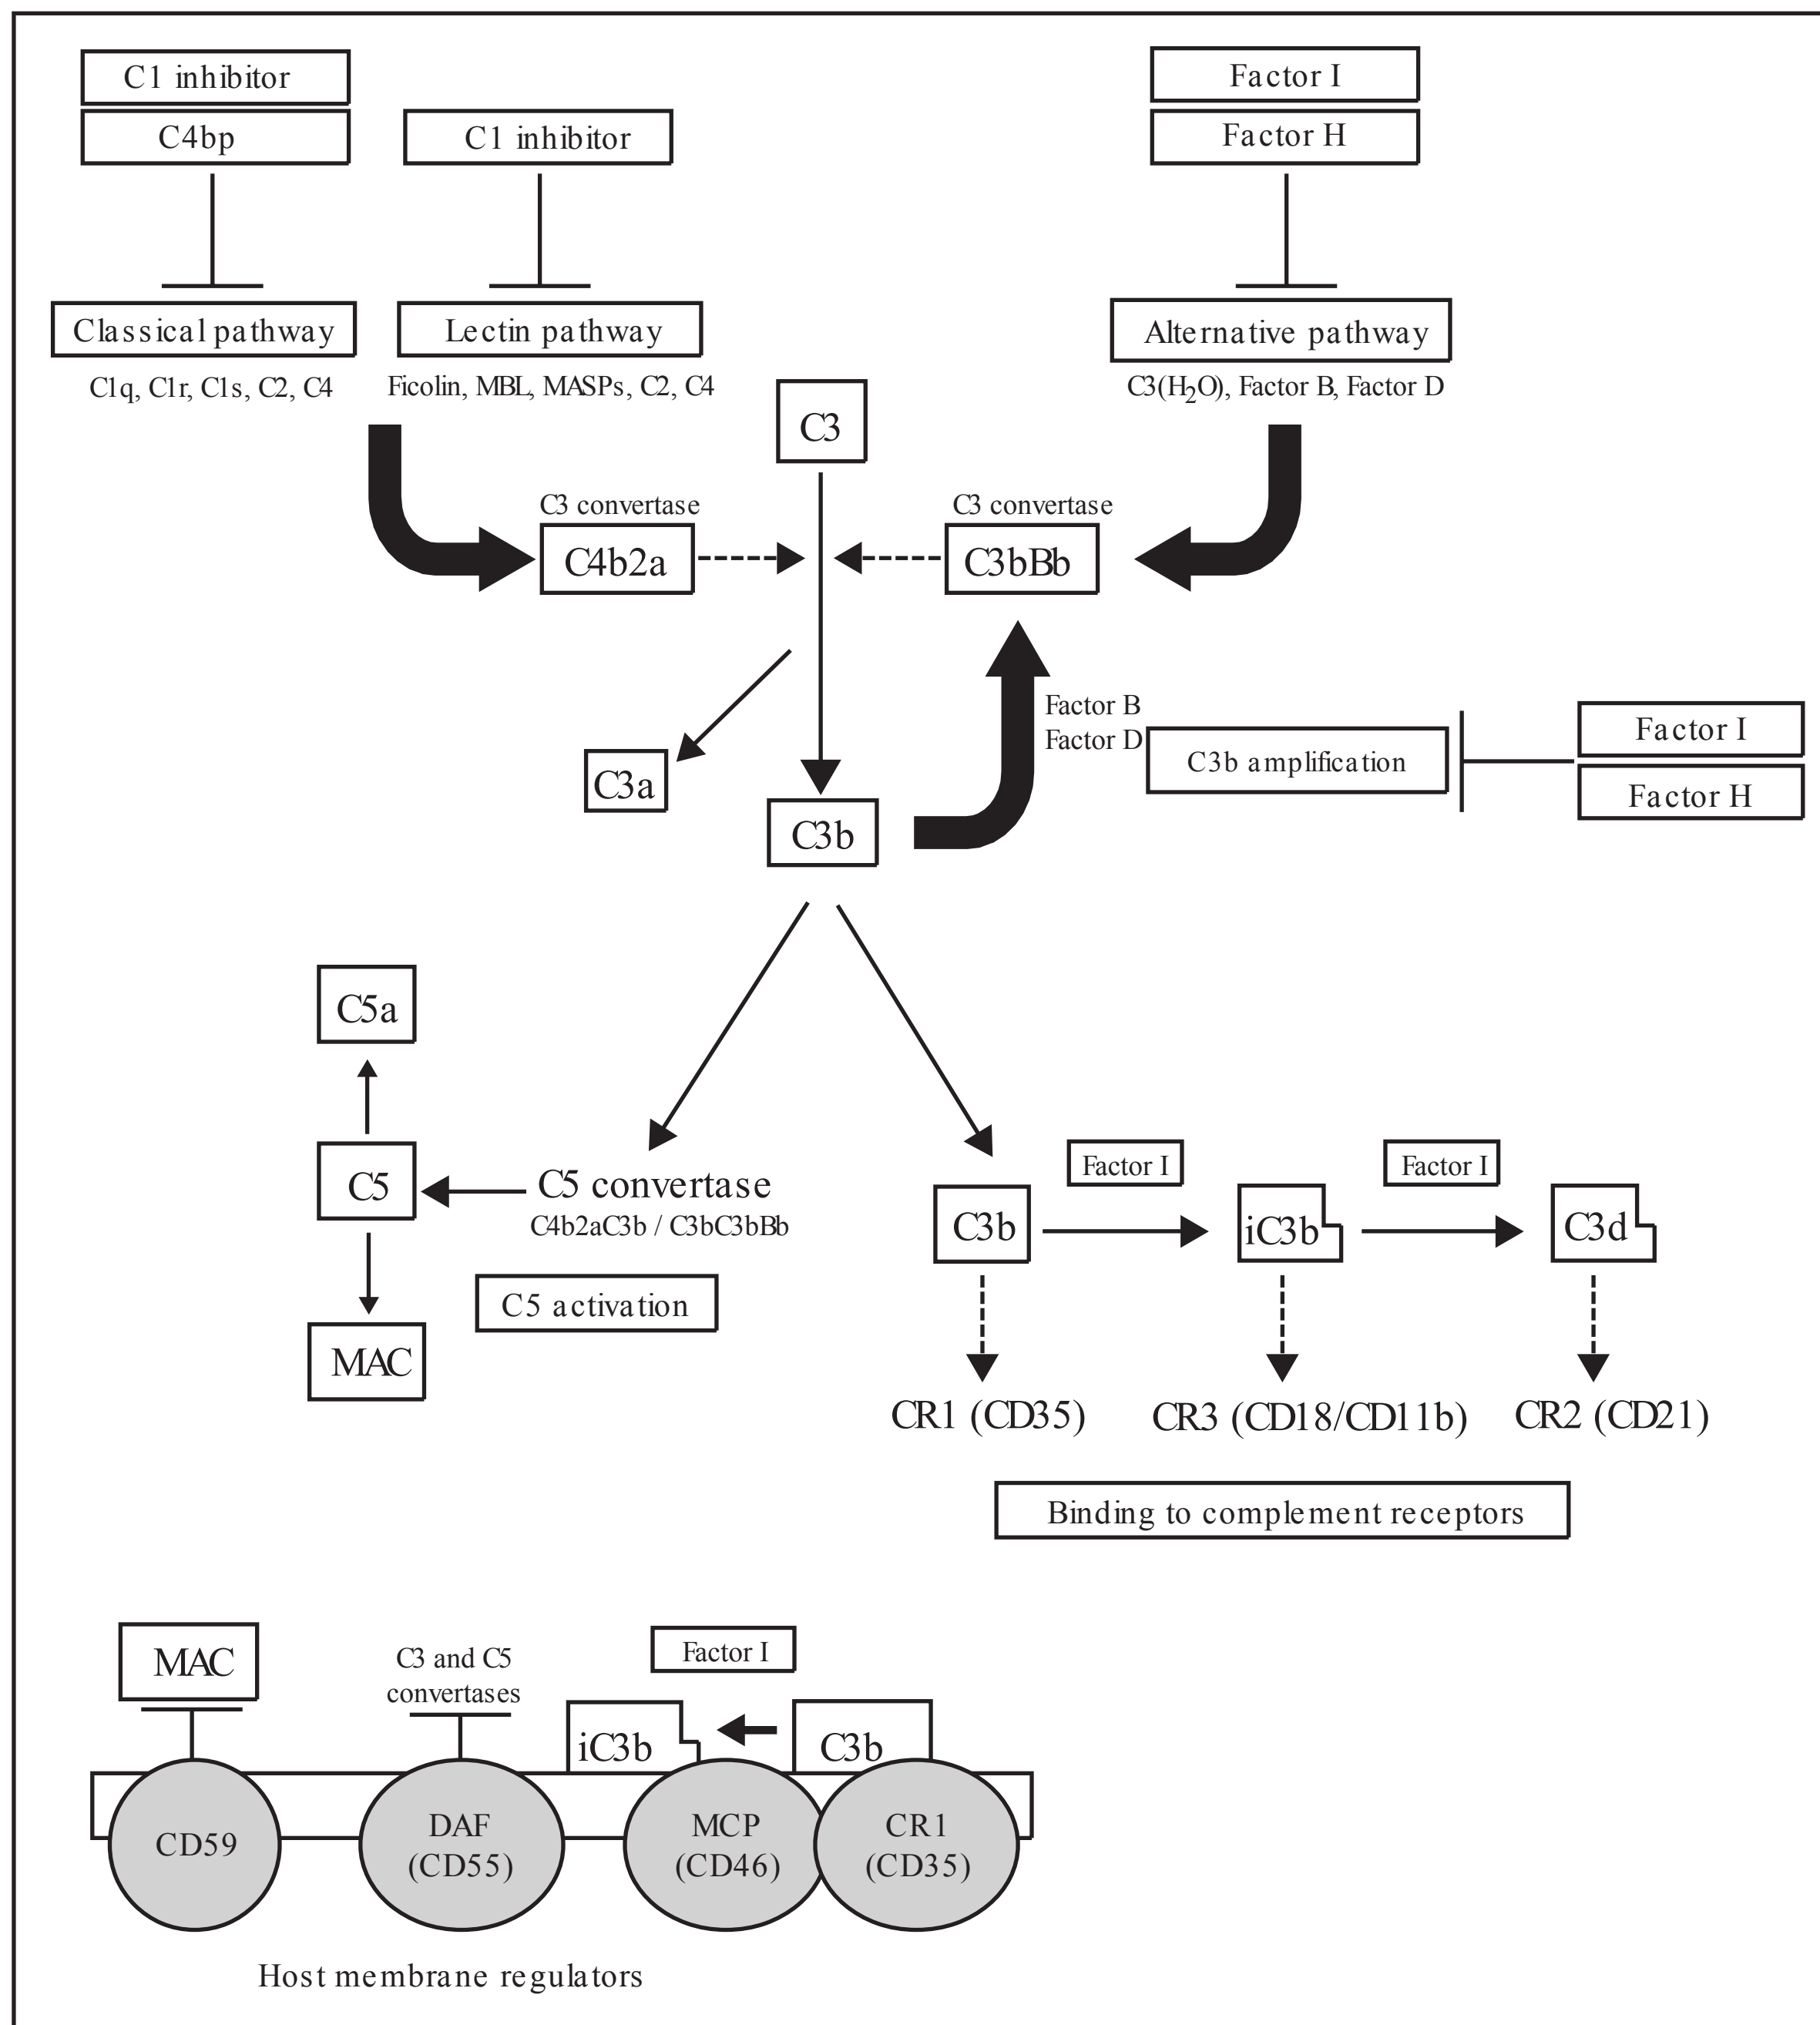 C1 inhibitor
C4bp
C1 inhibitor
Factor I
Factor H
Classical pathway
C1q, C1r, C1s, C2, C4
Lectin pathway
Ficolin, MBL, MASPs, C2, C4
Alternative pathway
C3(H2O), Factor B, Factor D
C3
C3 convertase
C4b2a
C3 convertase
C3bBb
C3a
C3b
Factor B
Factor D
C3b amplification
Factor I
Factor H
C5a
C5
MAC
C5 convertase
C4b2aC3b / C3bC3bBb
C5 activation
C3b
Factor I
iC3b
Factor I
C3d
CR1 (CD35)
CR3 (CD18/CD11b)
CR2 (CD21)
Binding to complement receptors
MAC
C3 and C5
convertases
Factor I
iC3b
C3b
CD59
DAF
(CD55)
MCP
(CD46)
CR1
(CD35)
Host membrane regulators